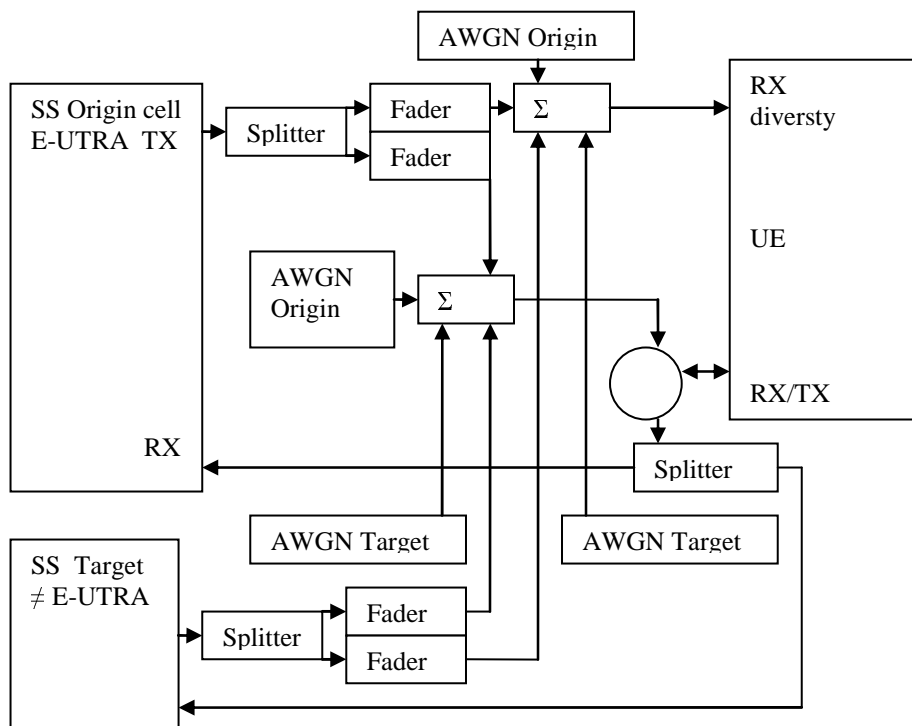 AWGN Origin
SS Origin cell
E-UTRA TX
Splitter
Fader
Fader
Σ
RX
diversty
UE
RX/TX
AWGN
Origin
Σ
RX
Splitter
AWGN Target
AWGN Target
SS Target
≠ E-UTRA
Splitter
Fader
Fader